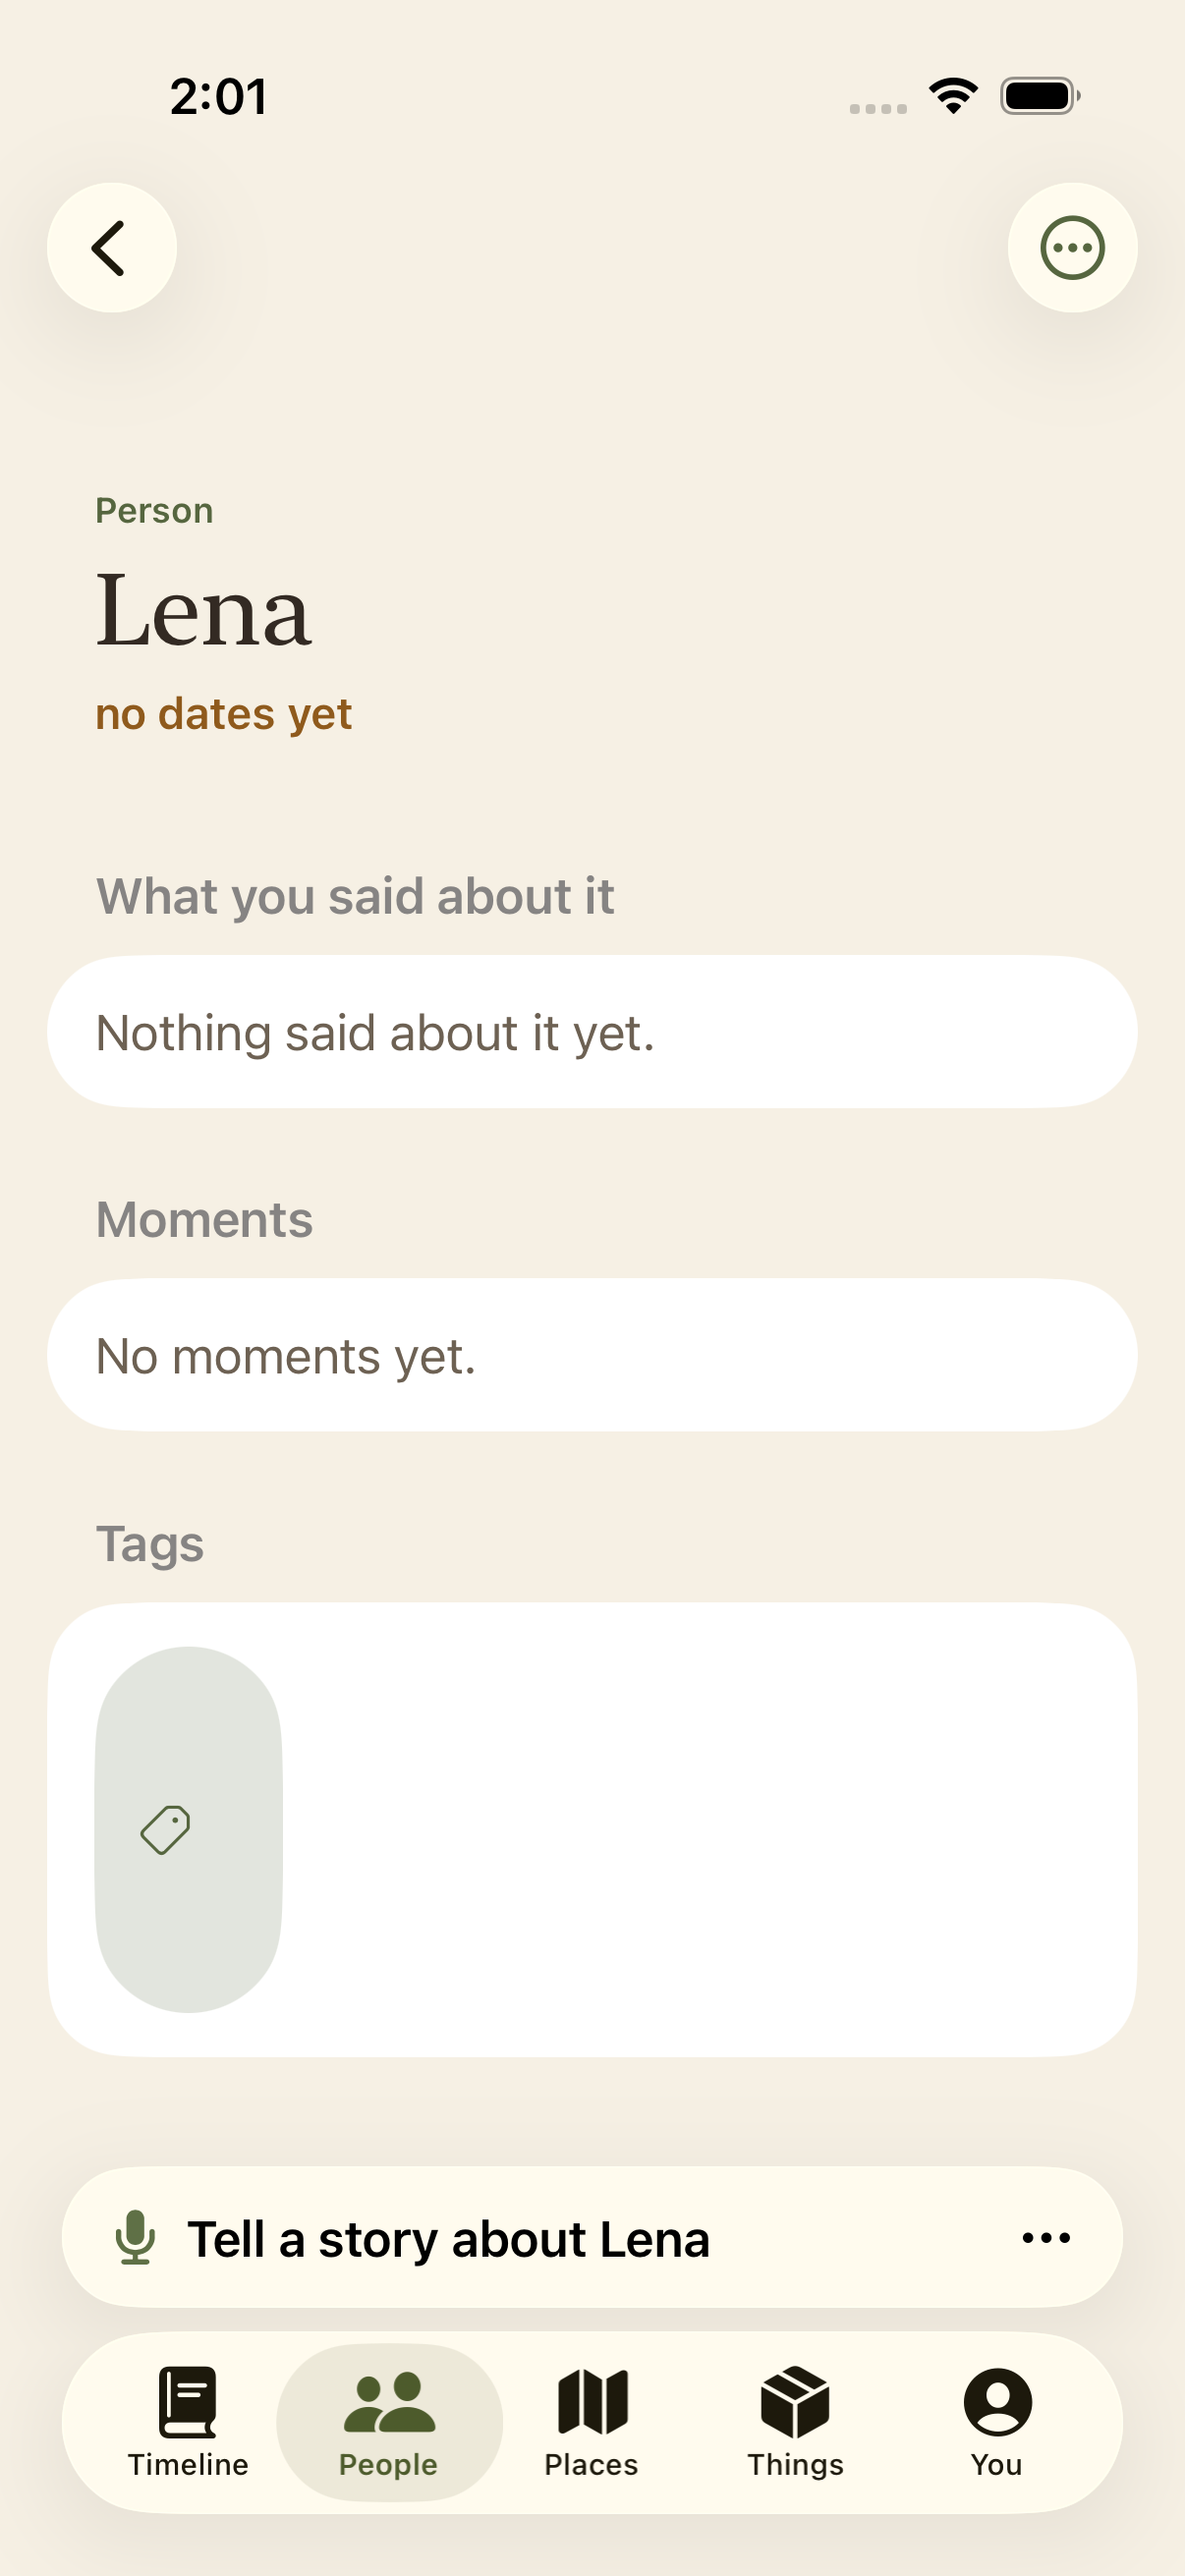 2:01
Person
Lena
no dates yet
What you said about it
Nothing said about it yet.
Moments
No moments yet.
Tags
Tell a story about Lena
Timeline
People
Places
Things
You